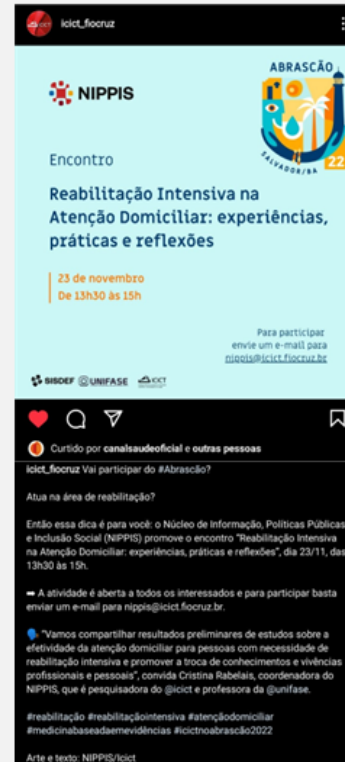 icict_fiocruz
NIPPIS
ABRASCÃO
SALVADOR/BA
22
Encontro
Reabilitação Intensiva na
Atenção Domiciliar: experiências,
práticas e reflexões
23 de novembro
De 13h30 às 15h
Para participar
envie um e-mail para
nippis@icict.fiocruz.br
SISDEF UNIFASE ICICT
Curtido por canalsaudeoficial e outras pessoas
icict_fiocruz Vai participar do #Abrascão?
Atua na área de reabilitação?
Então essa dica é para você: o Núcleo de Informação, Políticas Públicas
e Inclusão Social (NIPPIS) promove o encontro "Reabilitação Intensiva
na Atenção Domiciliar: experiências, práticas e reflexões", dia 23/11, das
13h30 às 15h.
➡ A atividade é aberta a todos os interessados e para participar basta
enviar um e-mail para nippis@icict.fiocruz.br.
🗣 "Vamos compartilhar resultados preliminares de estudos sobre a
efetividade da atenção domiciliar para pessoas com necessidade de
reabilitação intensiva e promover a troca de conhecimentos e vivências
profissionais e pessoais", convida Cristina Rabelais, coordenadora do
NIPPIS, que é pesquisadora do @icict e professora da @unifase.
#reabilitação #reabilitaçãointensiva #atençãodomiciliar
#medicinabaseadaemevidências #icictnoabrascão2022
Arte e texto: NIPPIS/Icict